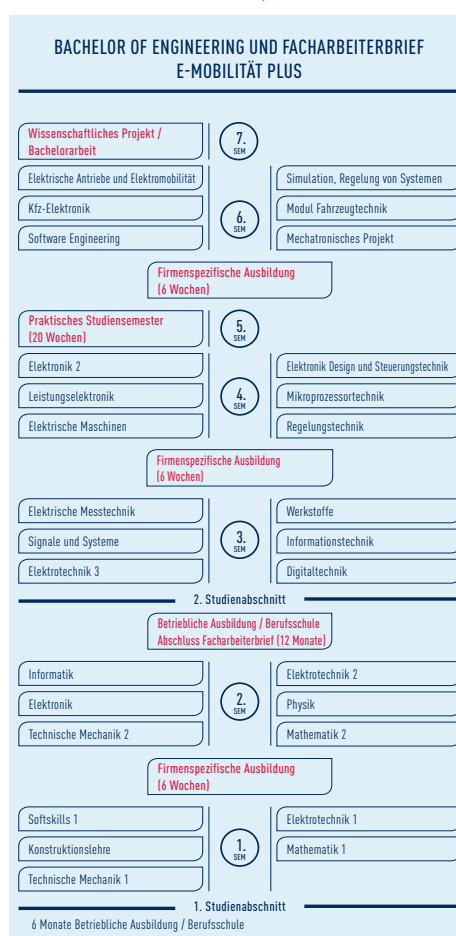 BACHELOR OF ENGINEERING UND FACHARBEITERBRIEF
E-MOBILITÄT PLUS
Wissenschaftliches Projekt /
Bachelorarbeit
7.
SEM
Elektrische Antriebe und Elektromobilität
Simulation, Regelung von Systemen
Kfz-Elektronik
6.
SEM
Modul Fahrzeugtechnik
Software Engineering
Mechatronisches Projekt
Firmenspezifische Ausbildung
(6 Wochen)
Praktisches Studiensemester
(20 Wochen)
5.
SEM
Elektronik 2
Elektronik Design und Steuerungstechnik
Leistungselektronik
4.
SEM
Mikroprozessortechnik
Elektrische Maschinen
Regelungstechnik
Firmenspezifische Ausbildung
(6 Wochen)
Elektrische Messtechnik
Werkstoffe
Signale und Systeme
3.
SEM
Informationstechnik
Elektrotechnik 3
Digitaltechnik
2. Studienabschnitt
Betriebliche Ausbildung / Berufsschule
Abschluss Facharbeiterbrief (12 Monate)
Informatik
Elektrotechnik 2
Elektronik
2.
SEM
Physik
Technische Mechanik 2
Mathematik 2
Firmenspezifische Ausbildung
(6 Wochen)
Softskills 1
Elektrotechnik 1
Konstruktionslehre
1.
SEM
Mathematik 1
Technische Mechanik 1
1. Studienabschnitt
6 Monate Betriebliche Ausbildung / Berufsschule